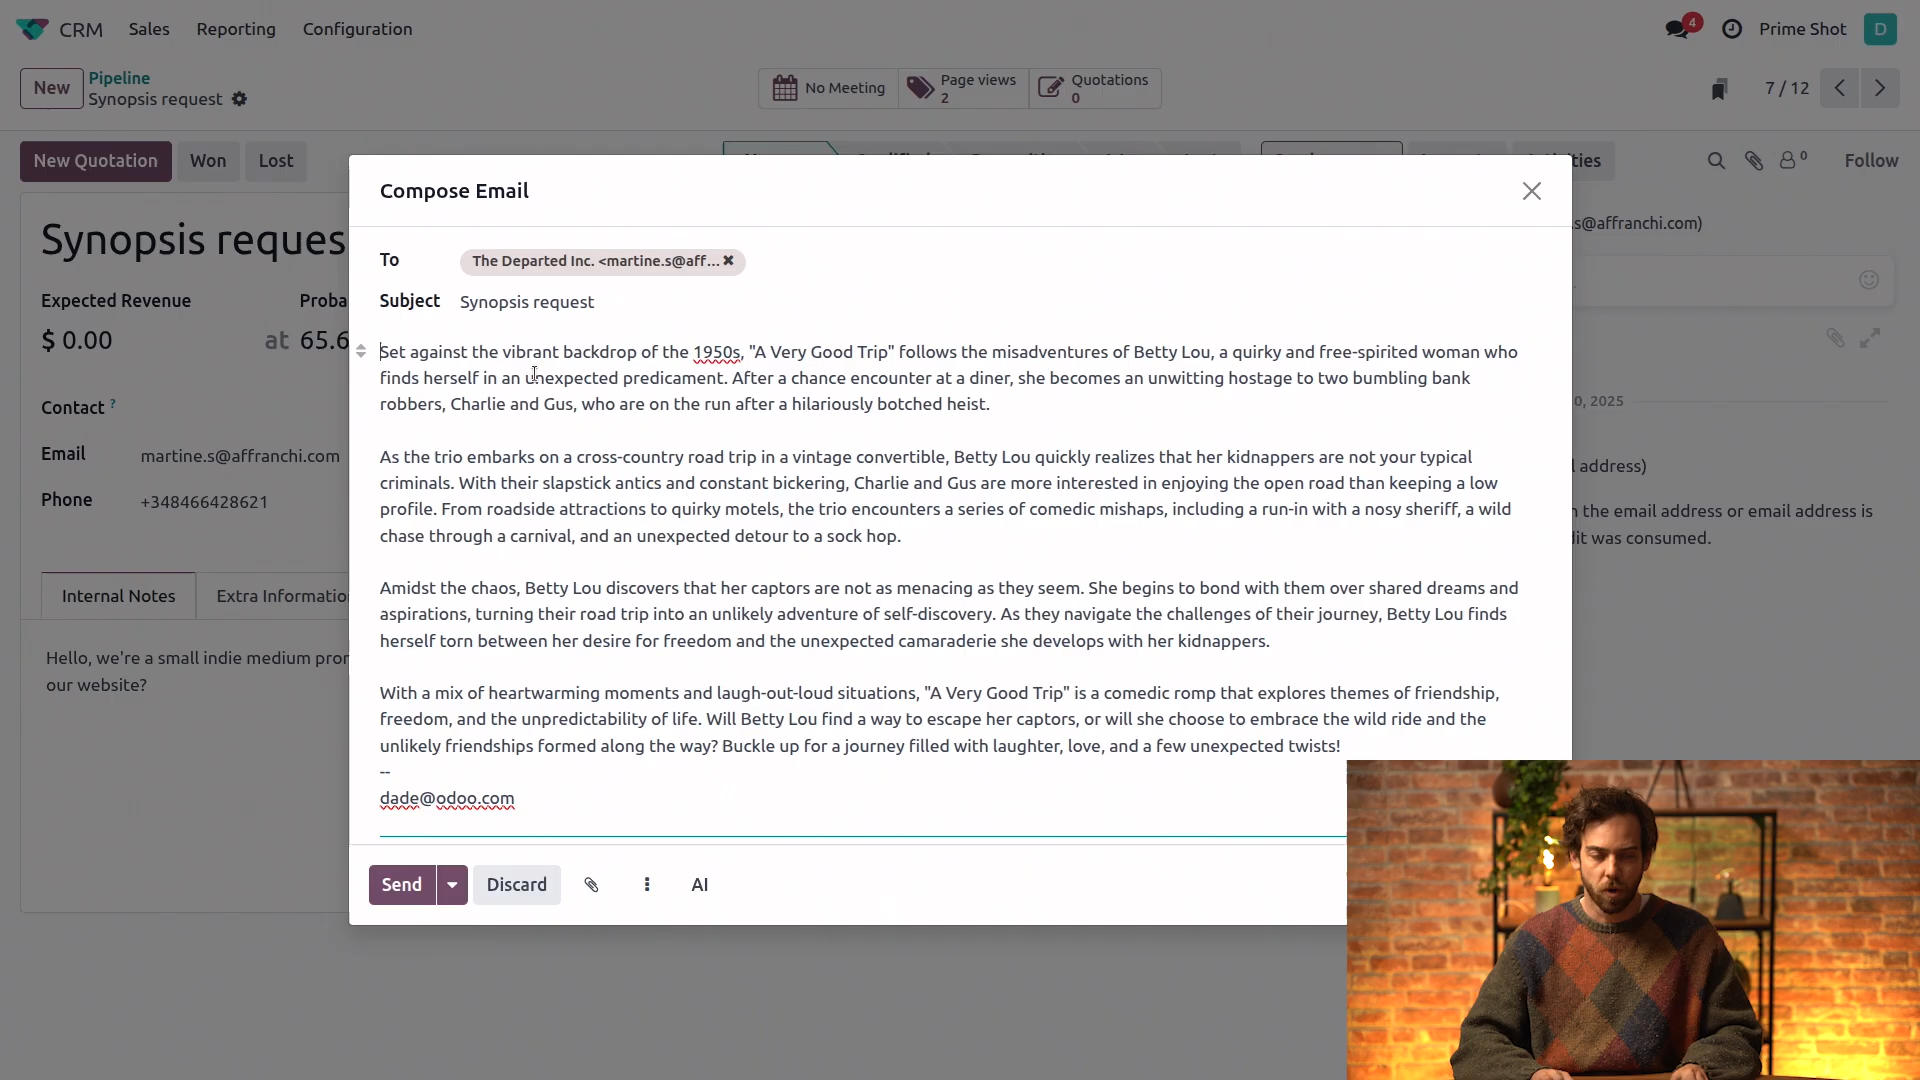 CRM Sales Reporting Configuration
4 Prime Shot D
New
Pipeline
Synopsis request
No Meeting
Page views
2
Quotations
0
7 / 12
New Quotation Won Lost
0 Follow
Compose Email
Synopsis reques
s@affranchi.com)
To The Departed Inc. <martine.s@aff...
Subject Synopsis request
Expected Revenue Proba
$ 0.00 at 65.6
Set against the vibrant backdrop of the 1950s, "A Very Good Trip" follows the misadventures of Betty Lou, a quirky and free-spirited woman who
finds herself in an unexpected predicament. After a chance encounter at a diner, she becomes an unwitting hostage to two bumbling bank
robbers, Charlie and Gus, who are on the run after a hilariously botched heist.
Contact ?
0, 2025
Email martine.s@affranchi.com
Phone +348466428621
As the trio embarks on a cross-country road trip in a vintage convertible, Betty Lou quickly realizes that her kidnappers are not your typical
criminals. With their slapstick antics and constant bickering, Charlie and Gus are more interested in enjoying the open road than keeping a low
profile. From roadside attractions to quirky motels, the trio encounters a series of comedic mishaps, including a run-in with a nosy sheriff, a wild
chase through a carnival, and an unexpected detour to a sock hop.
l address)
n the email address or email address is
dit was consumed.
Amidst the chaos, Betty Lou discovers that her captors are not as menacing as they seem. She begins to bond with them over shared dreams and
aspirations, turning their road trip into an unlikely adventure of self-discovery. As they navigate the challenges of their journey, Betty Lou finds
herself torn between her desire for freedom and the unexpected camaraderie she develops with her kidnappers.
Internal Notes Extra Informatio
Hello, we're a small indie medium pro
our website?
With a mix of heartwarming moments and laugh-out-loud situations, "A Very Good Trip" is a comedic romp that explores themes of friendship,
freedom, and the unpredictability of life. Will Betty Lou find a way to escape her captors, or will she choose to embrace the wild ride and the
unlikely friendships formed along the way? Buckle up for a journey filled with laughter, love, and a few unexpected twists!
--
dade@odoo.com
Send Discard AI